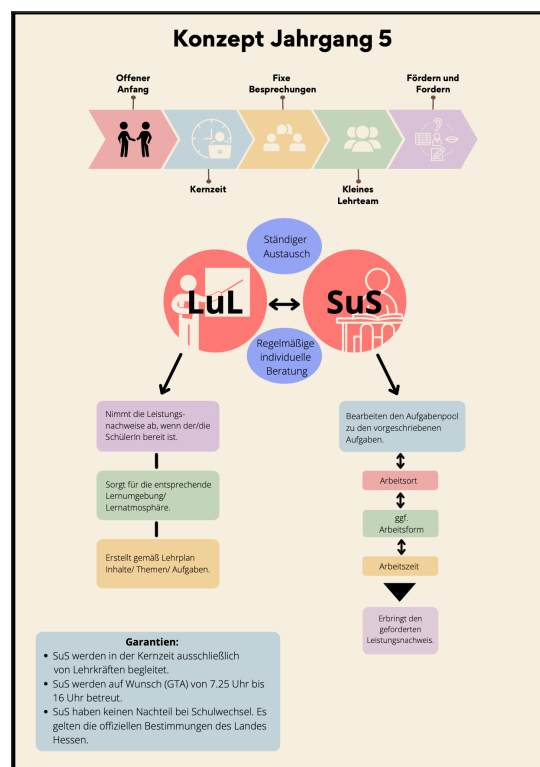 Konzept Jahrgang 5
Offener
Anfang
Fixe
Besprechungen
Fördern und
Fordern
Kernzeit
Kleines
Lehrteam
Ständiger
Austausch
LuL
SuS
Regelmäßige
individuelle
Beratung
Nimmt die Leistungs-
nachweise ab, wenn der/die
SchülerIn bereit ist.
Sorgt für die entsprechende
Lernumgebung/
Lernatmosphäre.
Erstellt gemäß Lehrplan
Inhalte/ Themen/ Aufgaben.
Bearbeiten den Aufgabenpool
zu den vorgeschriebenen
Aufgaben.
Arbeitsort
ggf.
Arbeitsform
Arbeitszeit
Erbringt den
geforderten
Leistungsnachweis.
Garantien:
• SuS werden in der Kernzeit ausschließlich
von Lehrkräften begleitet.
• SuS werden auf Wunsch (GTA) von 7.25 Uhr bis
16 Uhr betreut.
• SuS haben keinen Nachteil bei Schulwechsel. Es
gelten die offiziellen Bestimmungen des Landes
Hessen.